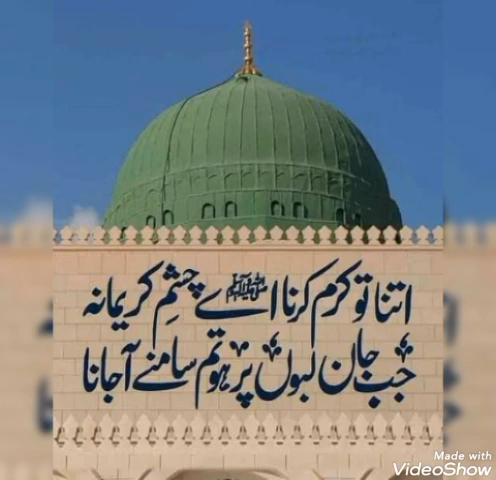 اتنا تو کرم کرنا اے ﷺ چشمِ کریمانہ
جب جان لبوں پر ہو تم سامنے آ جانا
Made with
VideoShow